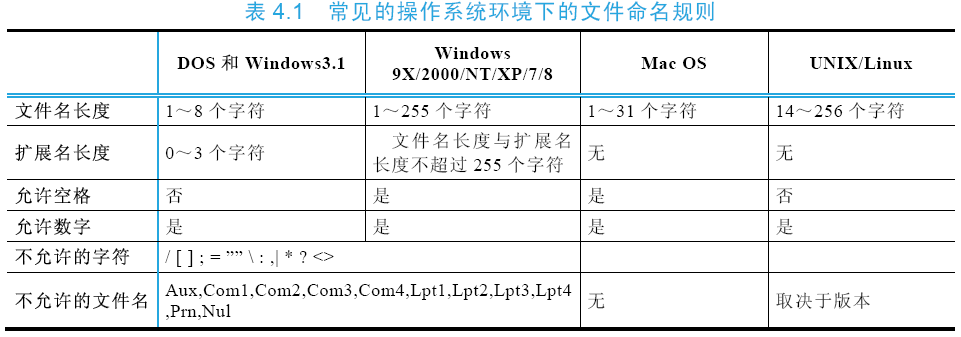 表 4.1 常见的操作系统环境下的文件命名规则
DOS 和 Windows3.1
Windows
9X/2000/NT/XP/7/8
Mac OS
UNIX/Linux
文件名长度 1～8 个字符 1～255 个字符 1～31 个字符 14～256 个字符
扩展名长度 0～3 个字符
文件名长度与扩展名
长度不超过 255 个字符
无 无
允许空格 否 是 是 否
允许数字 是 是 是 是
不允许的字符 / [ ] ; = ”” \ : ,| * ? <>
不允许的文件名
Aux,Com1,Com2,Com3,Com4,Lpt1,Lpt2,Lpt3,Lpt4
,Prn,Nul
无 取决于版本